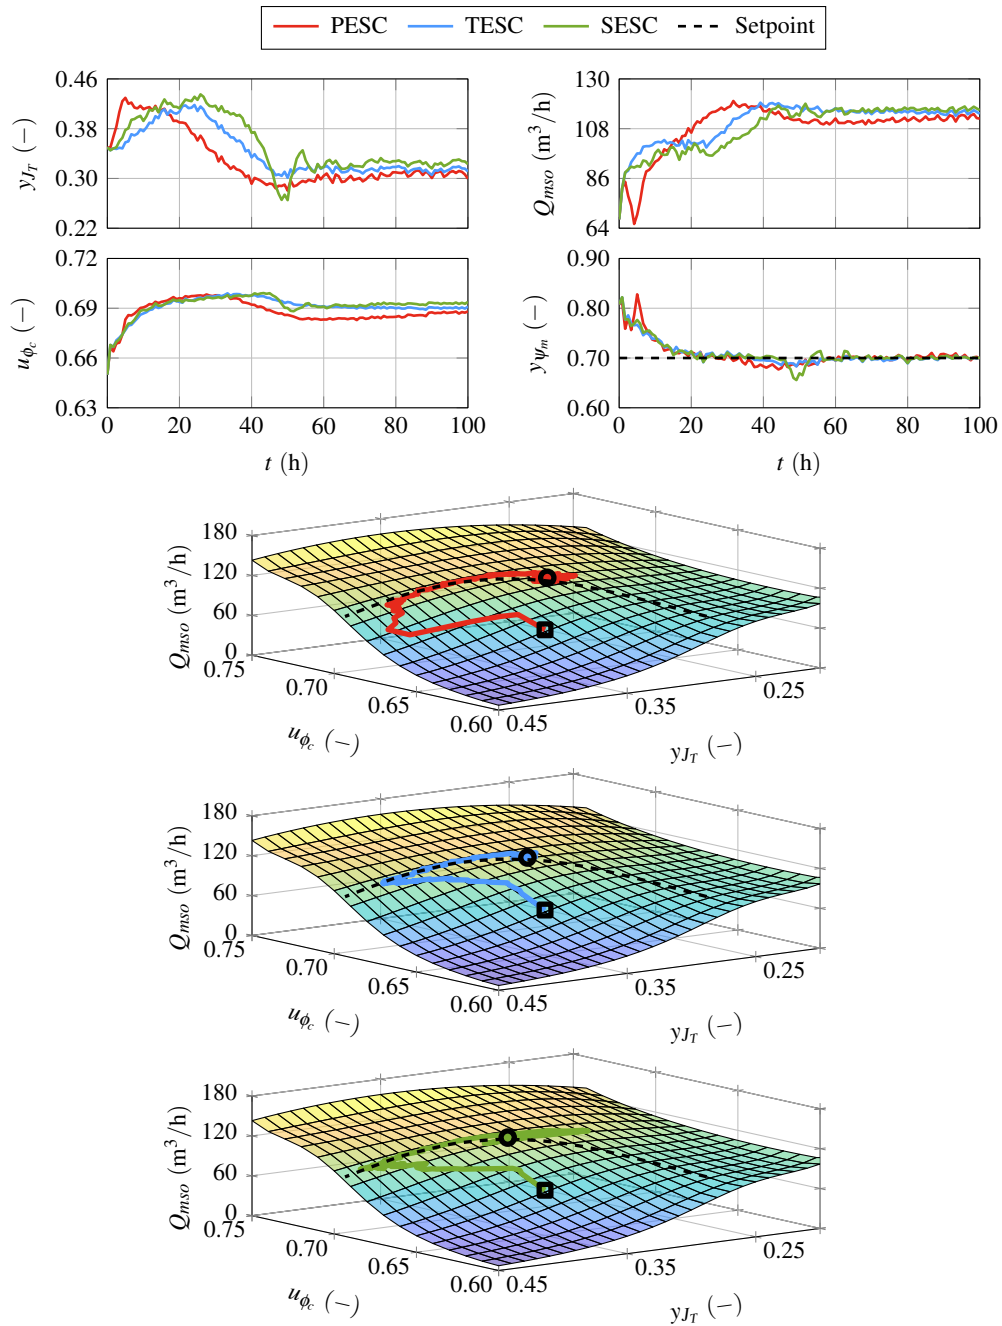 PESC TESC SESC Setpoint
0.46
0.38
0.30
0.22
y_{J_T} (−)
130
108
86
64
Q_{mso} (m^3/h)
0.72
0.69
0.66
0.63
u_{ϕ_c} (−)
0 20 40 60 80 100
t (h)
0.90
0.80
0.70
0.60
y_{ψ_m} (−)
0 20 40 60 80 100
t (h)
180
120
60
0
Q_{mso} (m^3/h)
0.75
0.70
0.65
0.60
u_{ϕ_c} (−)
0.45
0.35
0.25
y_{J_T} (−)
180
120
60
0
Q_{mso} (m^3/h)
0.75
0.70
0.65
0.60
u_{ϕ_c} (−)
0.45
0.35
0.25
y_{J_T} (−)
180
120
60
0
Q_{mso} (m^3/h)
0.75
0.70
0.65
0.60
u_{ϕ_c} (−)
0.45
0.35
0.25
y_{J_T} (−)